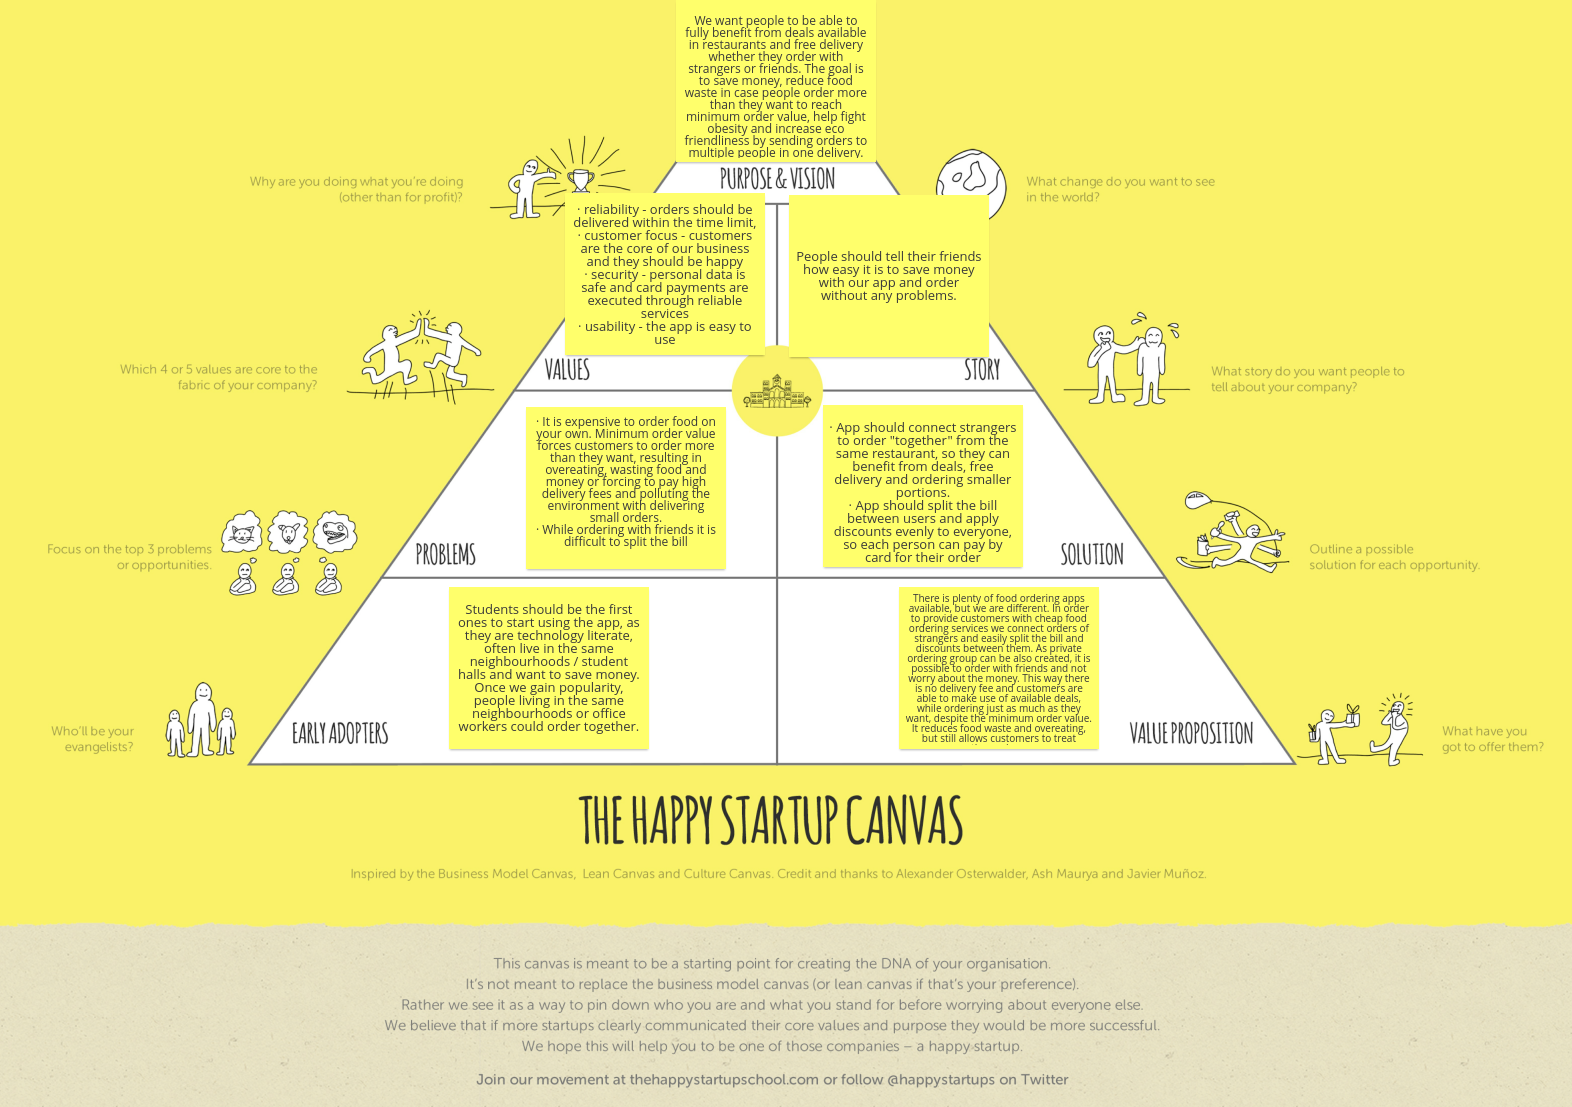 We want people to be able to
fully benefit from deals available
in restaurants and free delivery
whether they order with
strangers or friends. The goal is
to save money, reduce food
waste in case people order more
than they want to reach
minimum order value, help fight
obesity and increase eco
friendliness by sending orders to
multiple people in one delivery.
PURPOSE & VISION
Why are you doing what you're doing
(other than for profit)?
What change do you want to see
in the world?
· reliability - orders should be
delivered within the time limit,
· customer focus - customers
are the core of our business
and they should be happy
· security - personal data is
safe and card payments are
executed through reliable
services
· usability - the app is easy to
use
People should tell their friends
how easy it is to save money
with our app and order
without any problems.
VALUES
STORY
Which 4 or 5 values are core to the
fabric of your company?
What story do you want people to
tell about your company?
· It is expensive to order food on
your own. Minimum order value
forces customers to order more
than they want, resulting in
overeating, wasting food and
money or forcing to pay high
delivery fees and polluting the
environment with delivering
small orders.
· While ordering with friends it is
difficult to split the bill
· App should connect strangers
to order "together" from the
same restaurant, so they can
benefit from deals, free
delivery and ordering smaller
portions.
· App should split the bill
between users and apply
discounts evenly to everyone,
so each person can pay by
card for their order
PROBLEMS
SOLUTION
Focus on the top 3 problems
or opportunities.
Outline a possible
solution for each opportunity.
Students should be the first
ones to start using the app, as
they are technology literate,
often live in the same
neighbourhoods / student
halls and want to save money.
Once we gain popularity,
people living in the same
neighbourhoods or office
workers could order together.
There is plenty of food ordering apps
available, but we are different. In order
to provide customers with cheap food
ordering services we connect orders of
strangers and easily split the bill and
discounts between them. As private
ordering group can be also created, it is
possible to order with friends and not
worry about the money. This way there
is no delivery fee and customers are
able to make use of available deals,
while ordering just as much as they
want, despite the minimum order value.
It reduces food waste and overeating,
but still allows customers to treat
EARLY ADOPTERS
VALUE PROPOSITION
Who'll be your
evangelists?
What have you
got to offer them?
THE HAPPY STARTUP CANVAS
Inspired by the Business Model Canvas, Lean Canvas and Culture Canvas. Credit and thanks to Alexander Osterwalder, Ash Maurya and Javier Muñoz.
This canvas is meant to be a starting point for creating the DNA of your organisation.
It's not meant to replace the business model canvas (or lean canvas if that's your preference).
Rather we see it as a way to pin down who you are and what you stand for before worrying about everyone else.
We believe that if more startups clearly communicated their core values and purpose they would be more successful.
We hope this will help you to be one of those companies – a happy startup.
Join our movement at thehappystartupschool.com or follow @happystartups on Twitter